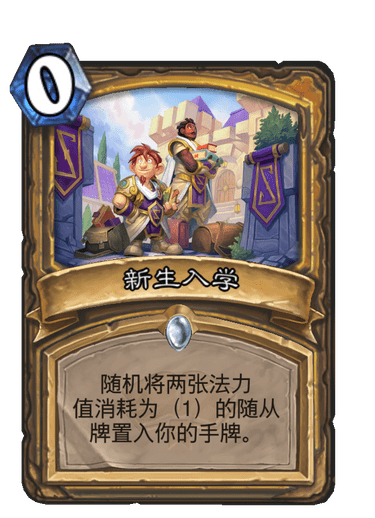 0
新生入学
随机将两张法力
值消耗为（1）的随从
牌置入你的手牌。